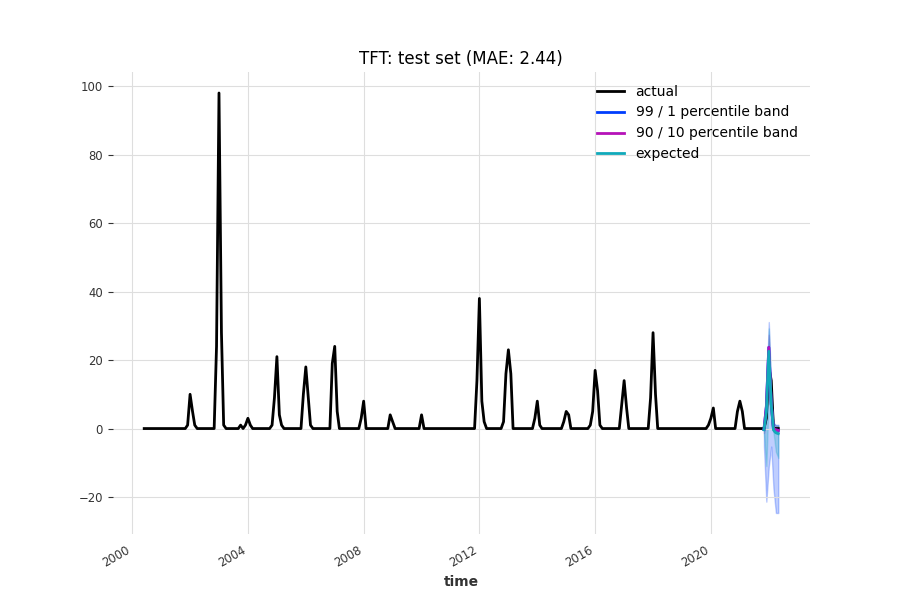 TFT: test set (MAE: 2.44)
actual
99 / 1 percentile band
90 / 10 percentile band
expected
100
80
60
40
20
0
−20
2000
2004
2008
2012
2016
2020
time